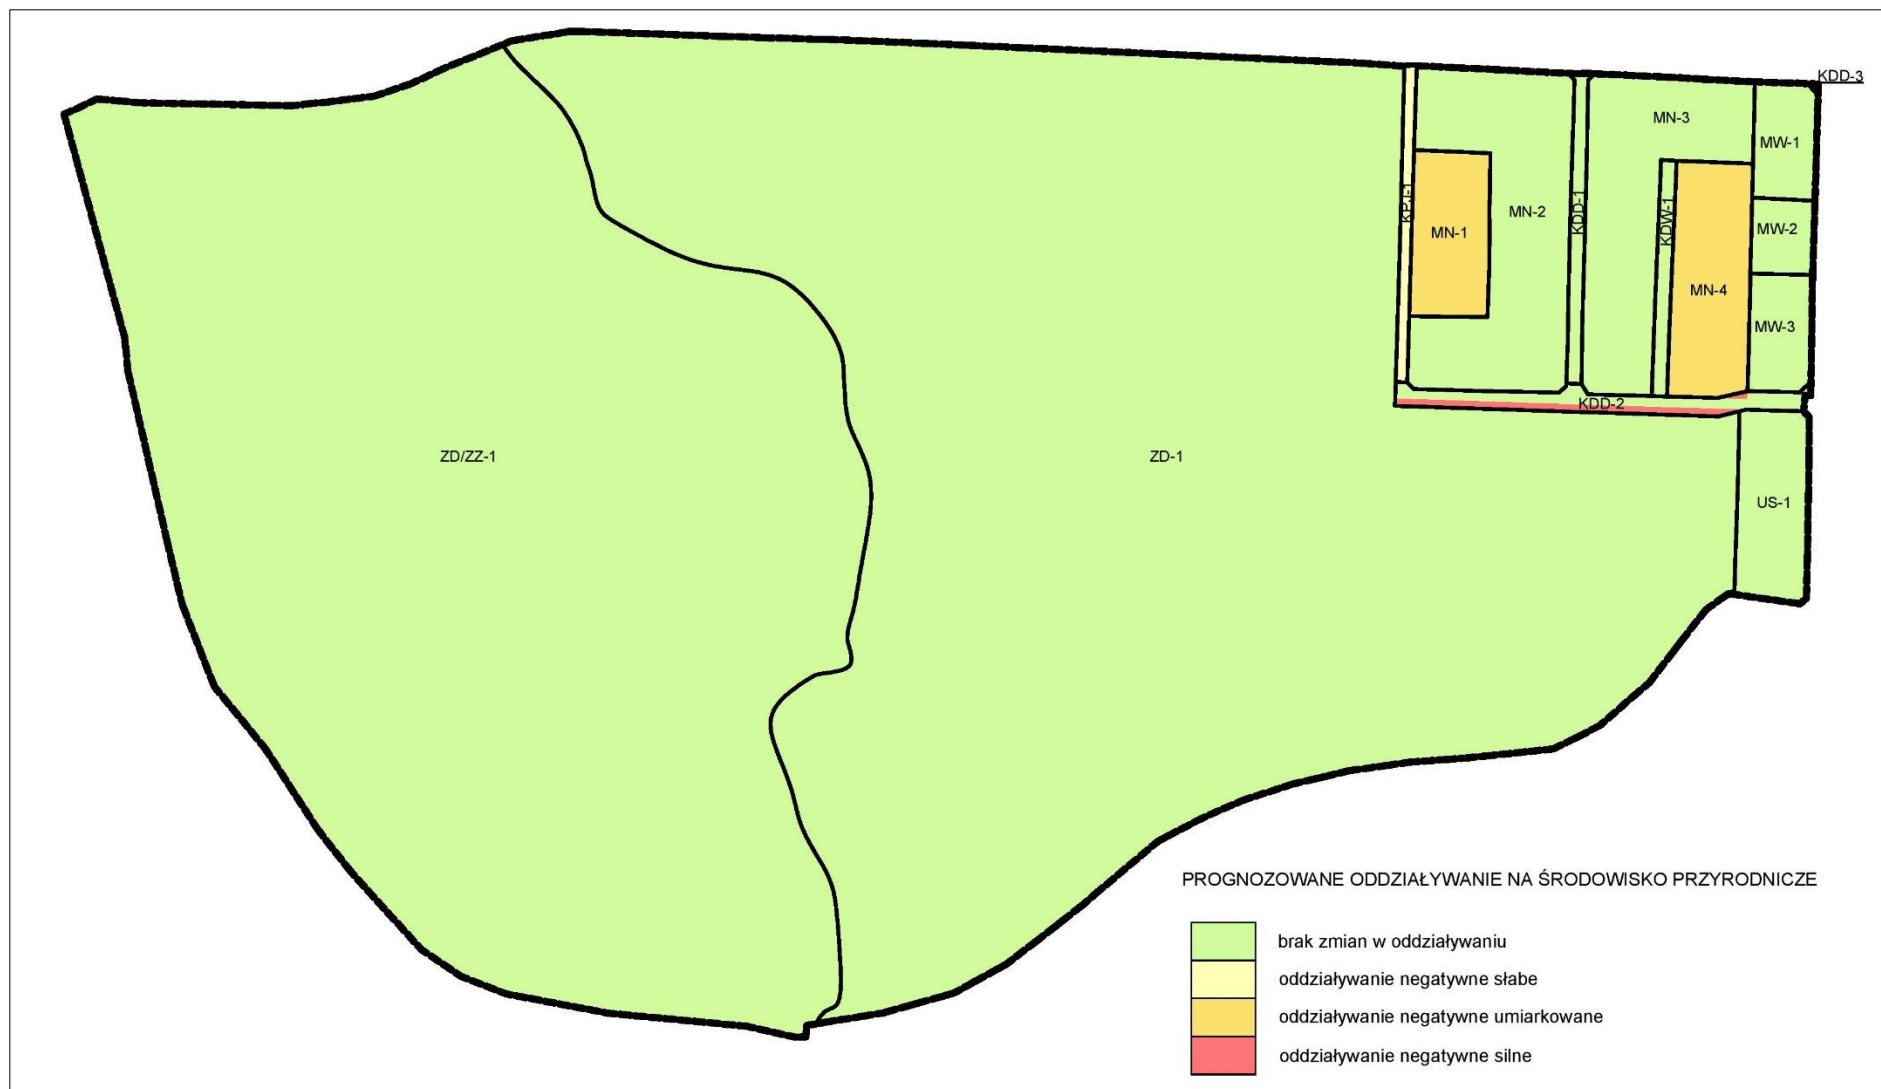 KDD-3
MN-3
MW-1
KPJ-1
MN-1
MN-2
KDD-1
KDW-1
MW-2
MN-4
MW-3
KDD-2
ZD/ZZ-1
ZD-1
US-1
PROGNOZOWANE ODDZIAŁYWANIE NA ŚRODOWISKO PRZYRODNICZE
brak zmian w oddziaływaniu
oddziaływanie negatywne słabe
oddziaływanie negatywne umiarkowane
oddziaływanie negatywne silne